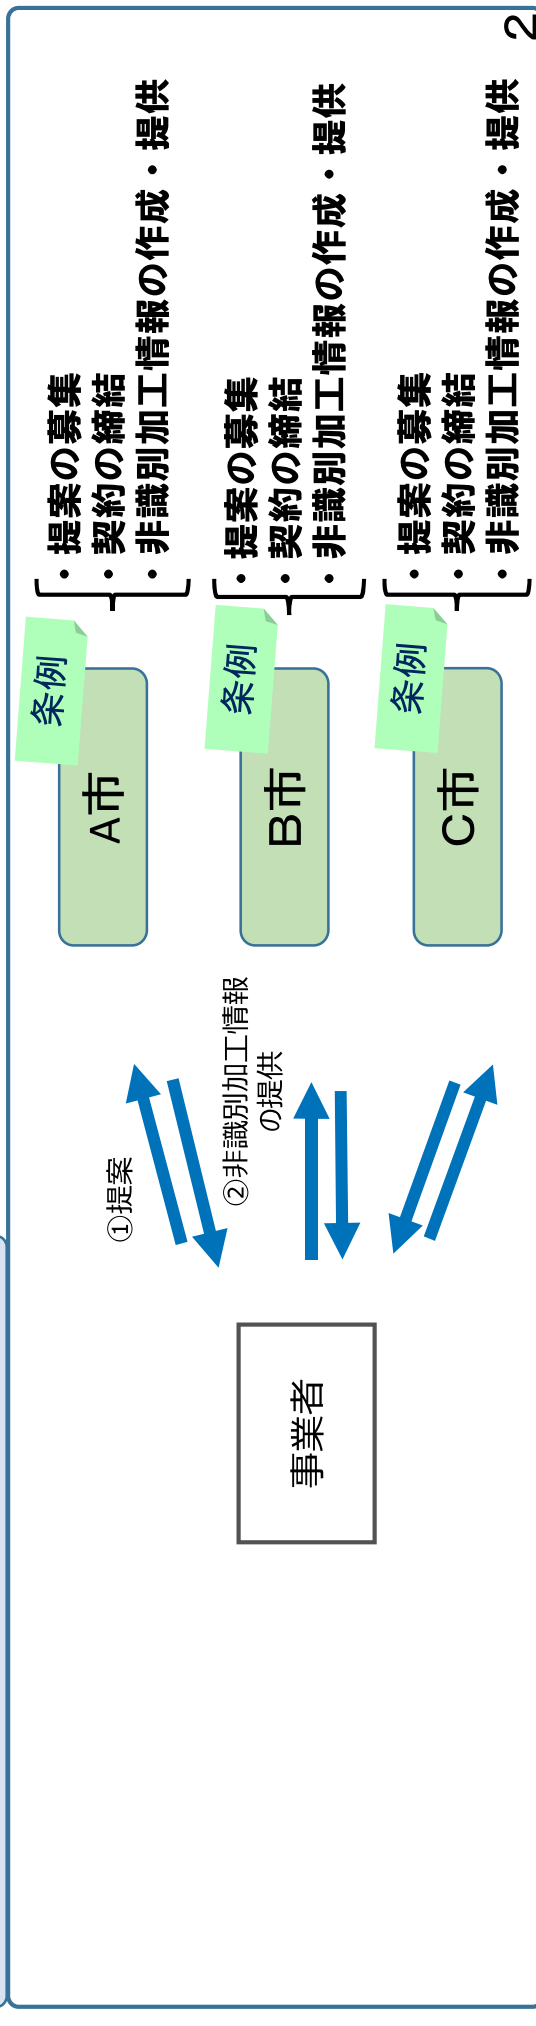 事業者
①提案
②非識別加工情報
の提供
条例
A市
・提案の募集
・契約の締結
・非識別加工情報の作成・提供
条例
B市
・提案の募集
・契約の締結
・非識別加工情報の作成・提供
条例
C市
・提案の募集
・契約の締結
・非識別加工情報の作成・提供
2